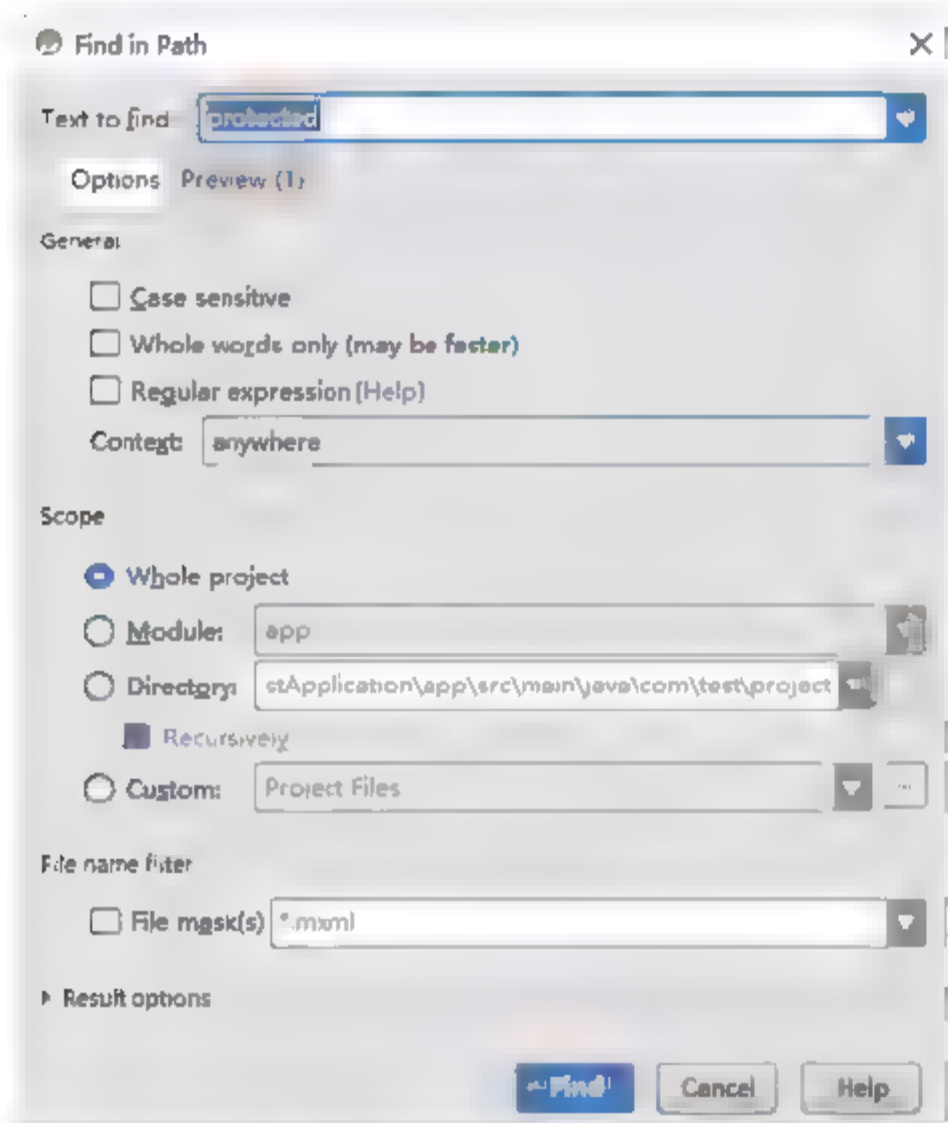 Find in Path
Text to find protected
Options Preview (1)
General
Case sensitive
Whole words only (may be faster)
Regular expression [Help]
Context: anywhere
Scope
Whole project
Module: app
Directory: ctApplication\app\src\main\java\com\test\project
Recursively
Custom: Project Files ...
File name filter
File mask(s) *.mxml
Result options
Find Cancel Help